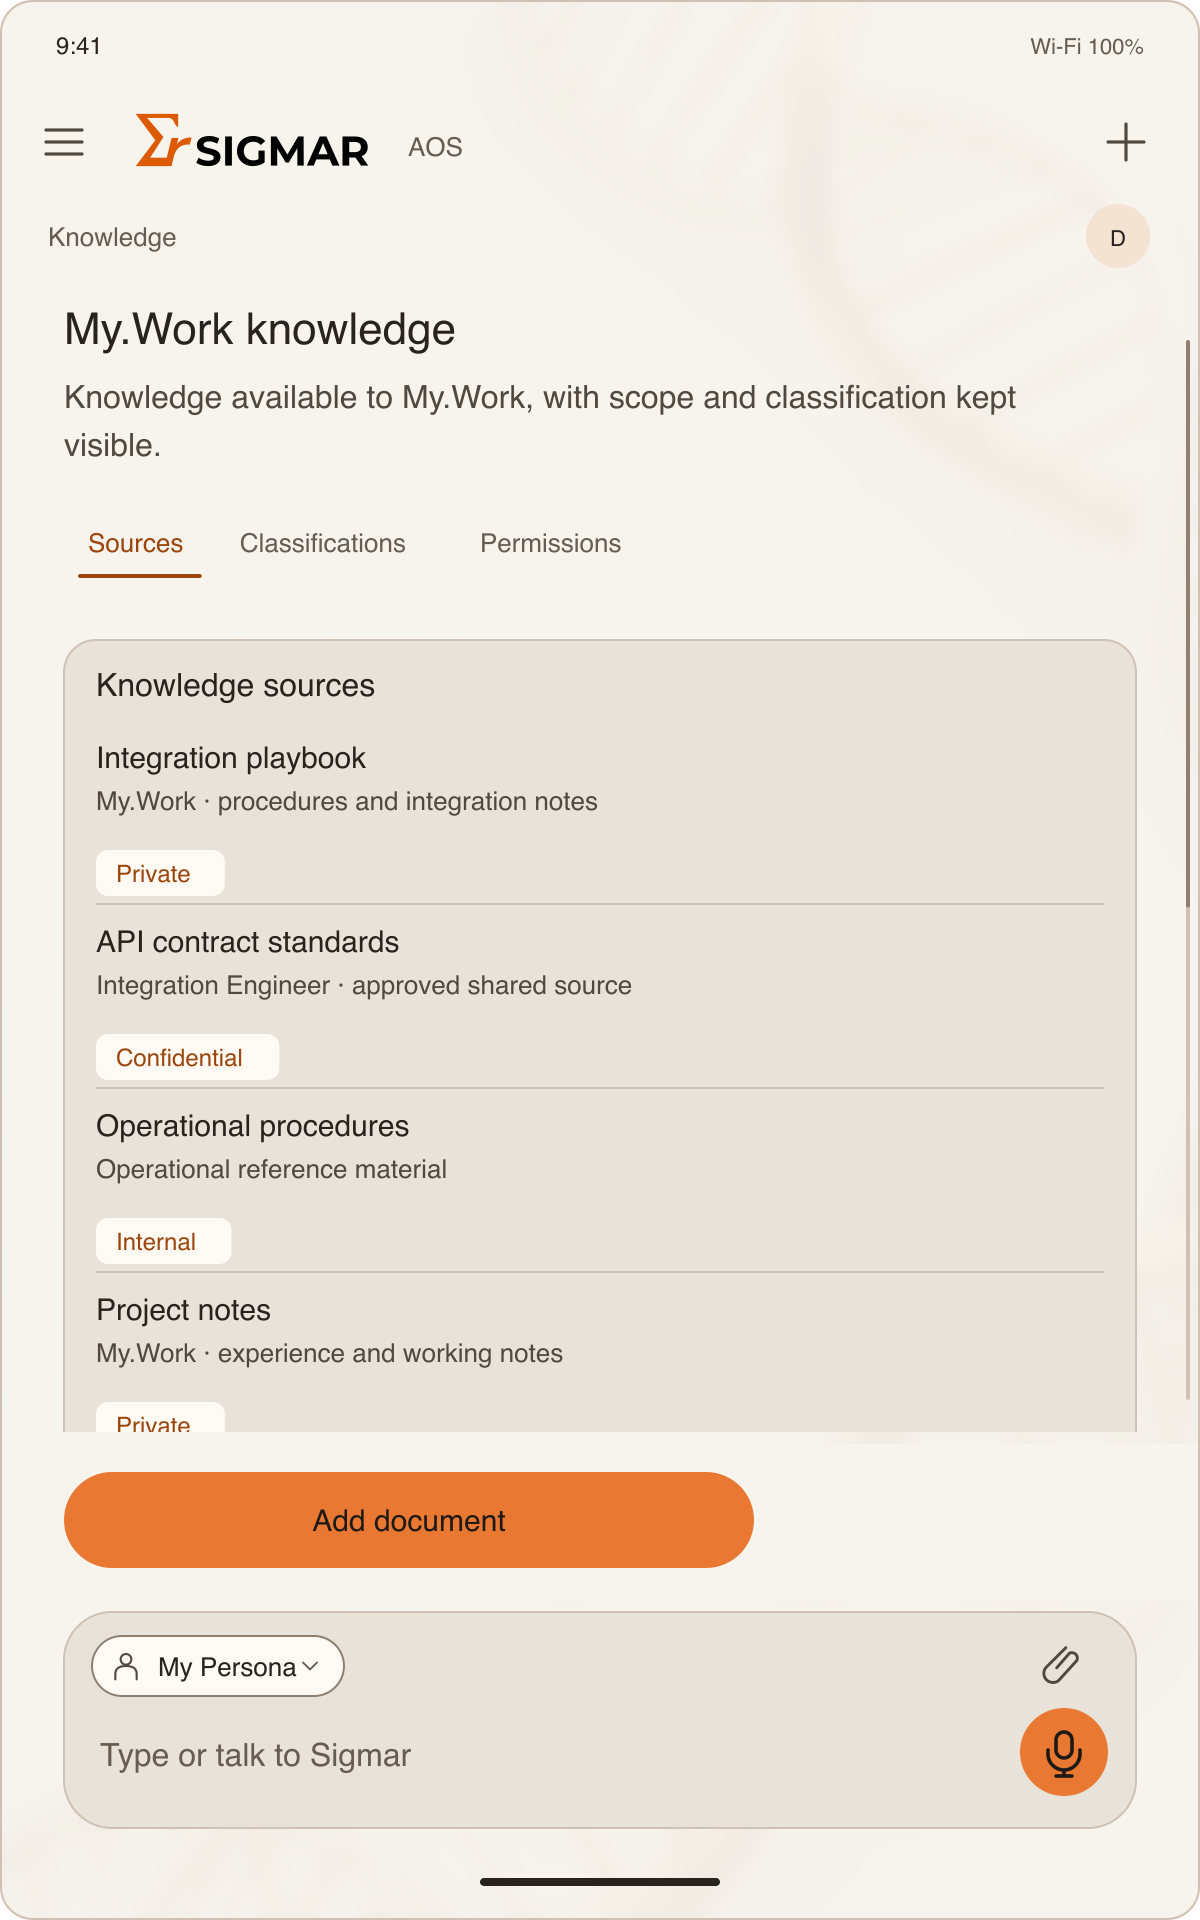 9:41
Wi-Fi 100%
Σr SIGMAR AOS
Knowledge
D
My.Work knowledge
Knowledge available to My.Work, with scope and classification kept
visible.
Sources Classifications Permissions
Knowledge sources
Integration playbook
My.Work · procedures and integration notes
Private
API contract standards
Integration Engineer · approved shared source
Confidential
Operational procedures
Operational reference material
Internal
Project notes
My.Work · experience and working notes
Private
Add document
My Persona
Type or talk to Sigmar